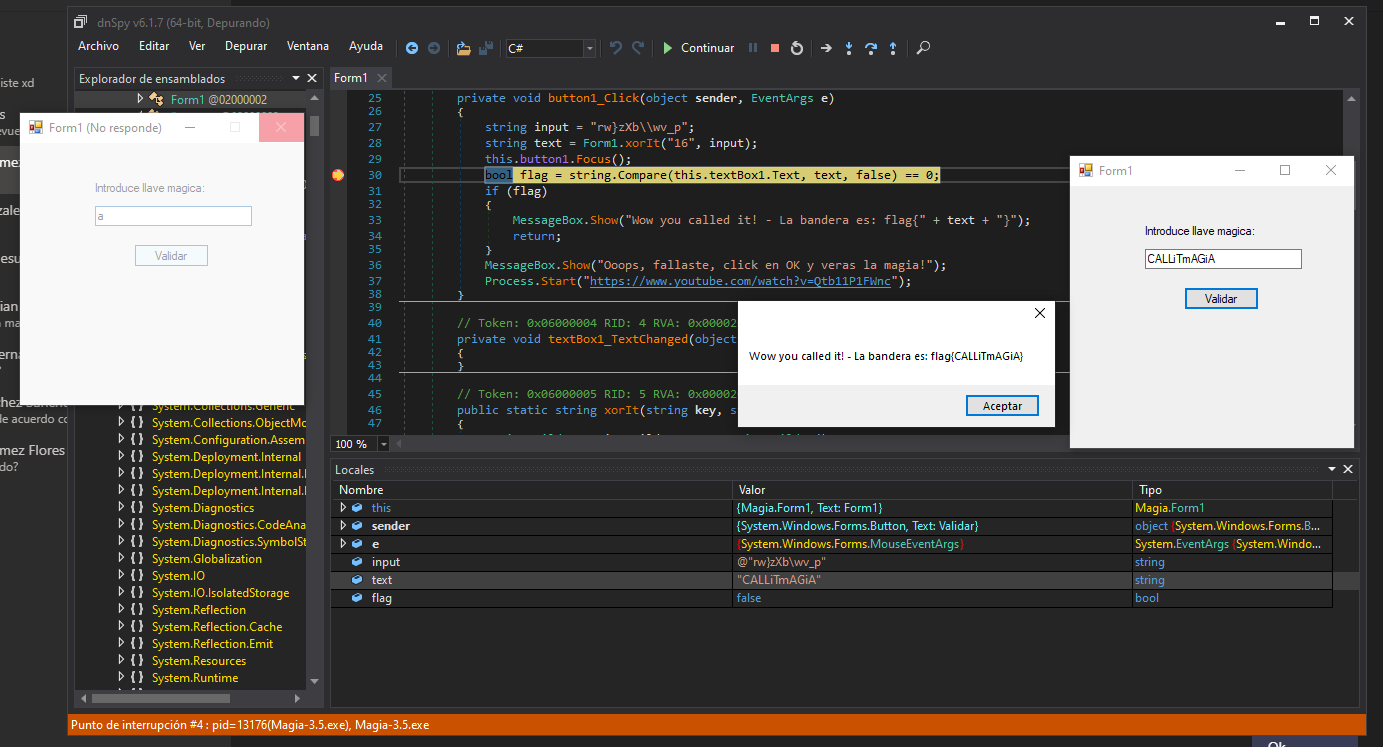 dnSpy v6.1.7 (64-bit, Depurando)
Archivo Editar Ver Depurar Ventana Ayuda C# Continuar
Explorador de ensamblados
Form1 @02000002
iste xd
s
evue
mez
zale
esu
ian
a ma
erna
?
chez
de acuerdo co
mez Flores
do?
Form1 (No responde)
Introduce llave magica:
a
Validar
System.Collections.Generic
System.Collections.ObjectMo
System.Configuration.Assem
System.Deployment.Internal
System.Deployment.Internal.
System.Deployment.Internal.
System.Diagnostics
System.Diagnostics.CodeAna
System.Diagnostics.SymbolSt
System.Globalization
System.IO
System.IO.IsolatedStorage
System.Reflection
System.Reflection.Cache
System.Reflection.Emit
System.Resources
System.Runtime
Form1
25 private void button1_Click(object sender, EventArgs e)
26 {
27 string input = "rw}zXb\\wv_p";
28 string text = Form1.xorIt("16", input);
29 this.button1.Focus();
30 bool flag = string.Compare(this.textBox1.Text, text, false) == 0;
31 if (flag)
32 {
33 MessageBox.Show("Wow you called it! - La bandera es: flag{" + text + "}");
34 return;
35 }
36 MessageBox.Show("Ooops, fallaste, click en OK y veras la magia!");
37 Process.Start("https://www.youtube.com/watch?v=Qtb11P1FWnc");
38 }
39
40 // Token: 0x06000004 RID: 4 RVA: 0x00002
41 private void textBox1_TextChanged(object
42 {
43 }
44
45 // Token: 0x06000005 RID: 5 RVA: 0x00002
46 public static string xorIt(string key, s
47 {
100 %
Form1
Introduce llave magica:
CALLiTmAGiA
Validar
Wow you called it! - La bandera es: flag{CALLiTmAGiA}
Aceptar
Locales
Nombre Valor Tipo
this {Magia.Form1, Text: Form1} Magia.Form1
sender {System.Windows.Forms.Button, Text: Validar} object {System.Windows.Forms.B...
e {System.Windows.Forms.MouseEventArgs} System.EventArgs {System.Windo...
input @"rw}zXb\wv_p" string
text "CALLiTmAGiA" string
flag false bool
Punto de interrupción #4 : pid=13176(Magia-3.5.exe), Magia-3.5.exe
Ok